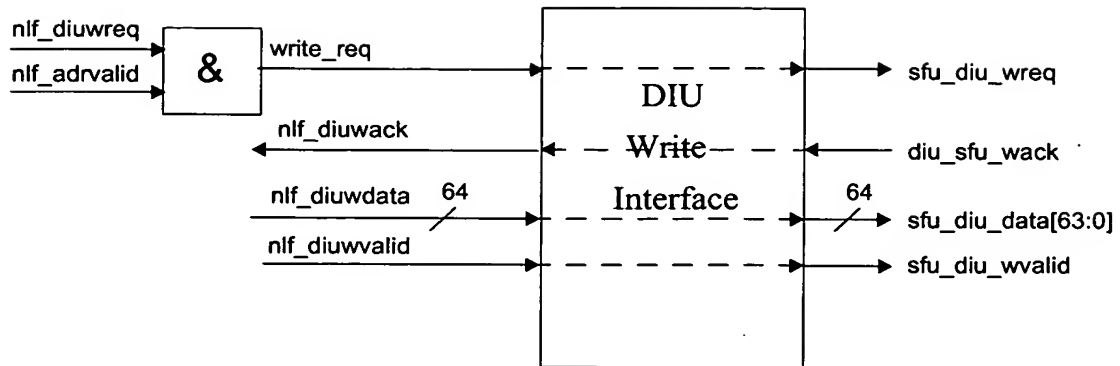 nlf_diuwreq
nlf_adrvalid
&
write_req
sfu_diu_wreq
DIU
nlf_diuwack
Write
diu_sfu_wack
nlf_diuwdata
64
Interface
64
sfu_diu_data[63:0]
nlf_diuwvalid
sfu_diu_wvalid